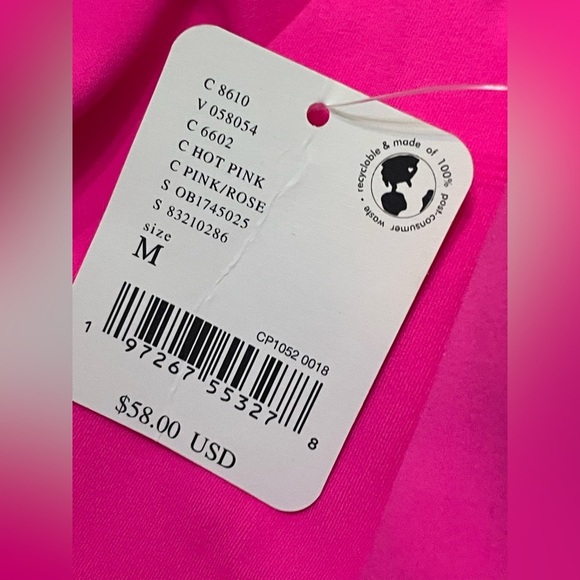 C 8610
V 058054
C 6602
C HOT PINK
C PINK/ROSE
S OB1745025
S 83210286
size
M
recyclable & made of 100% post-consumer waste •
CP1052 0018
1 97267 55327 8
$58.00 USD